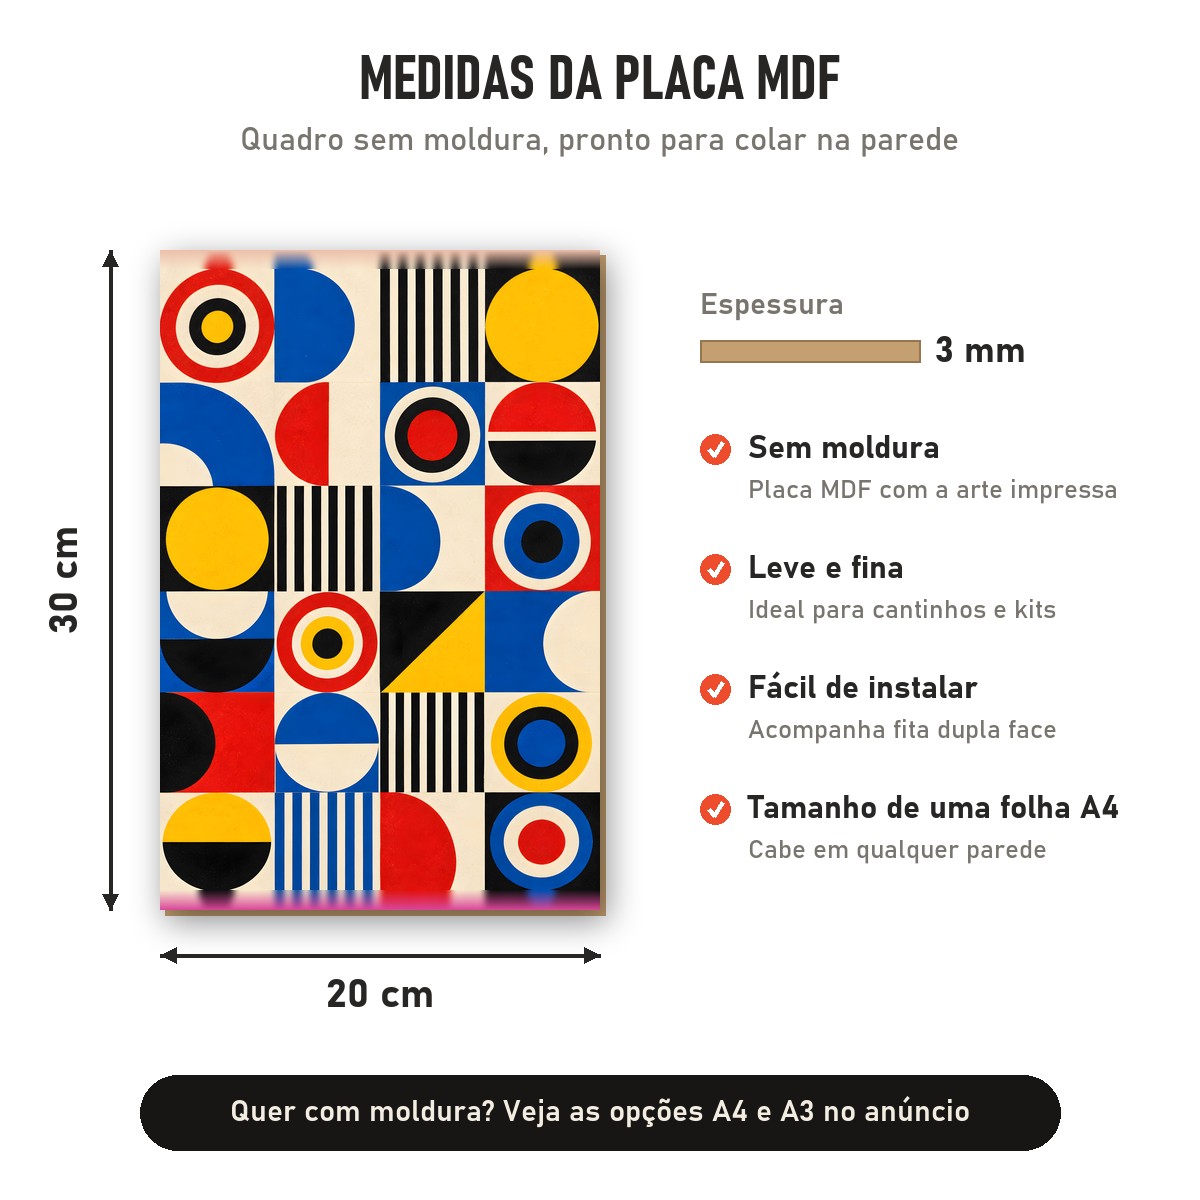 MEDIDAS DA PLACA MDF
Quadro sem moldura, pronto para colar na parede
30 cm
20 cm
Espessura
3 mm
Sem moldura
Placa MDF com a arte impressa
Leve e fina
Ideal para cantinhos e kits
Fácil de instalar
Acompanha fita dupla face
Tamanho de uma folha A4
Cabe em qualquer parede
Quer com moldura? Veja as opções A4 e A3 no anúncio